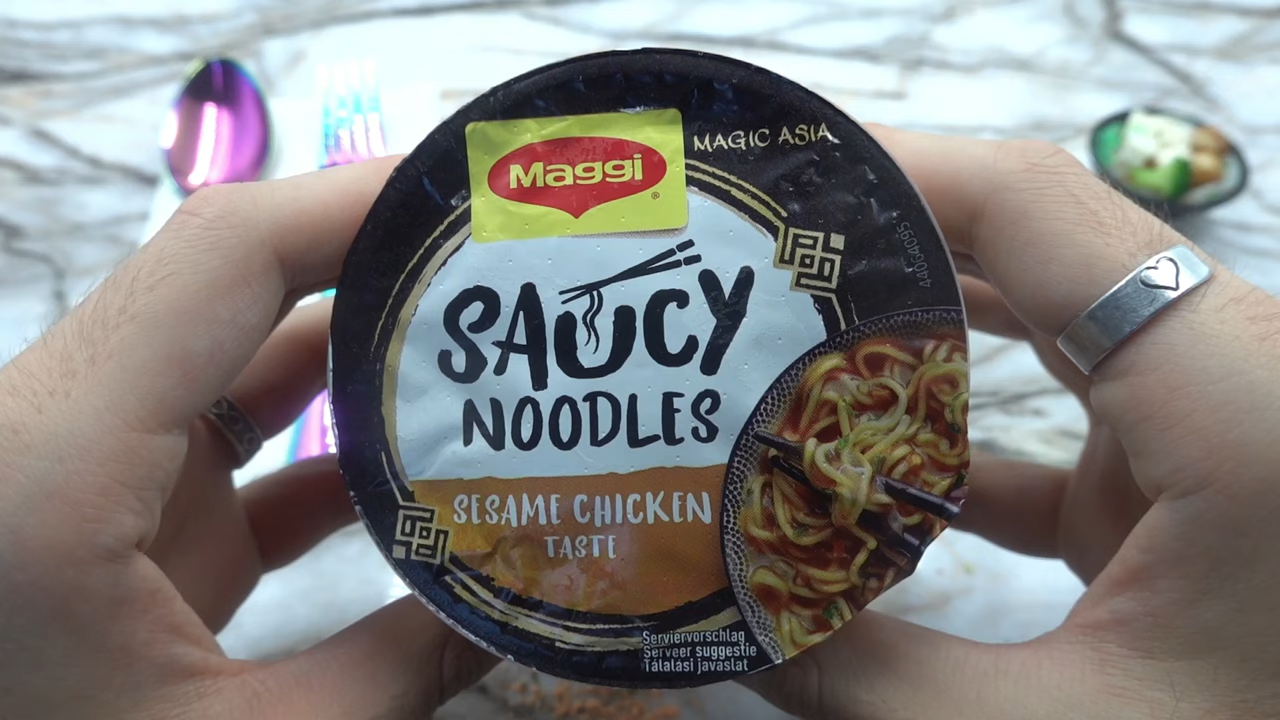 Maggi
®
MAGIC ASIA
44064095
SAUCY
NOODLES
SESAME CHICKEN
TASTE
Serviervorschlag
Serveer suggestie
Tálalási javaslat